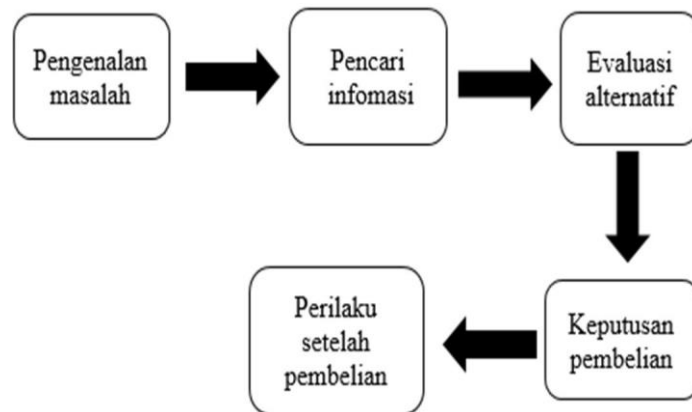 Pengenalan
masalah
Pencari
infomasi
Evaluasi
alternatif
Keputusan
pembelian
Perilaku
setelah
pembelian